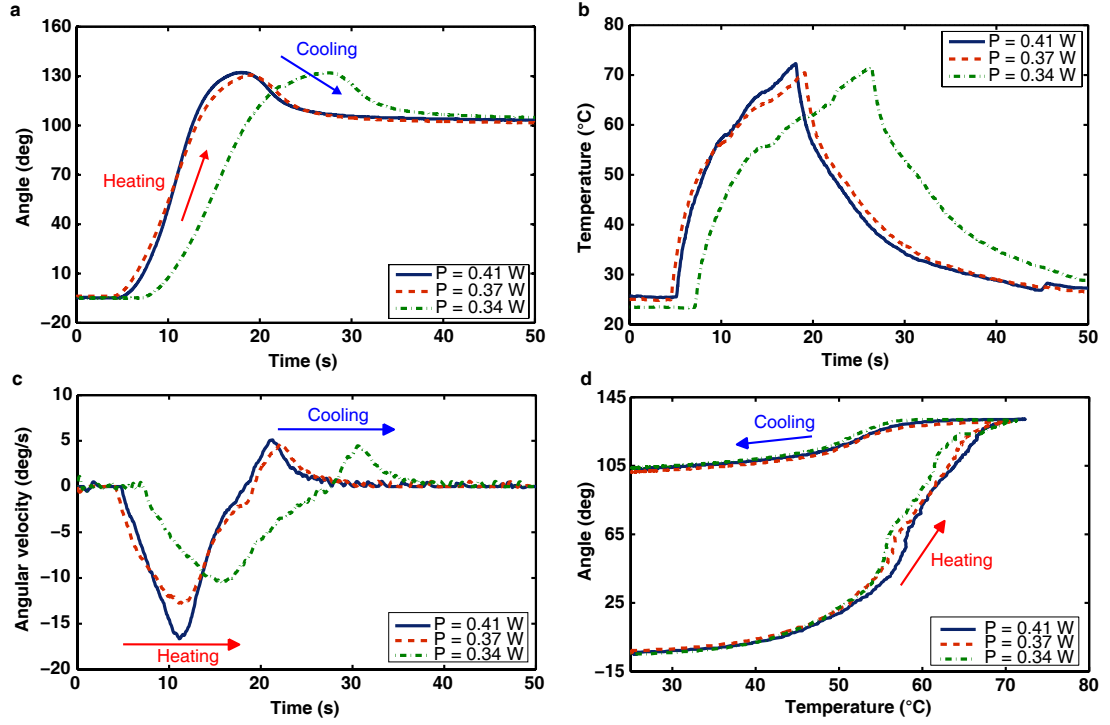 a
160
130
100
70
40
10
−20
Angle (deg)
Cooling
Heating
P = 0.41 W
P = 0.37 W
P = 0.34 W
0 10 20 30 40 50
Time (s)
b
80
70
60
50
40
30
20
Temperature (°C)
P = 0.41 W
P = 0.37 W
P = 0.34 W
0 10 20 30 40 50
Time (s)
c
10
5
0
−5
−10
−15
−20
Angular velocity (deg/s)
Cooling
Heating
P = 0.41 W
P = 0.37 W
P = 0.34 W
0 10 20 30 40 50
Time (s)
d
145
105
65
25
−15
Angle (deg)
Cooling
Heating
P = 0.41 W
P = 0.37 W
P = 0.34 W
30 40 50 60 70 80
Temperature (°C)